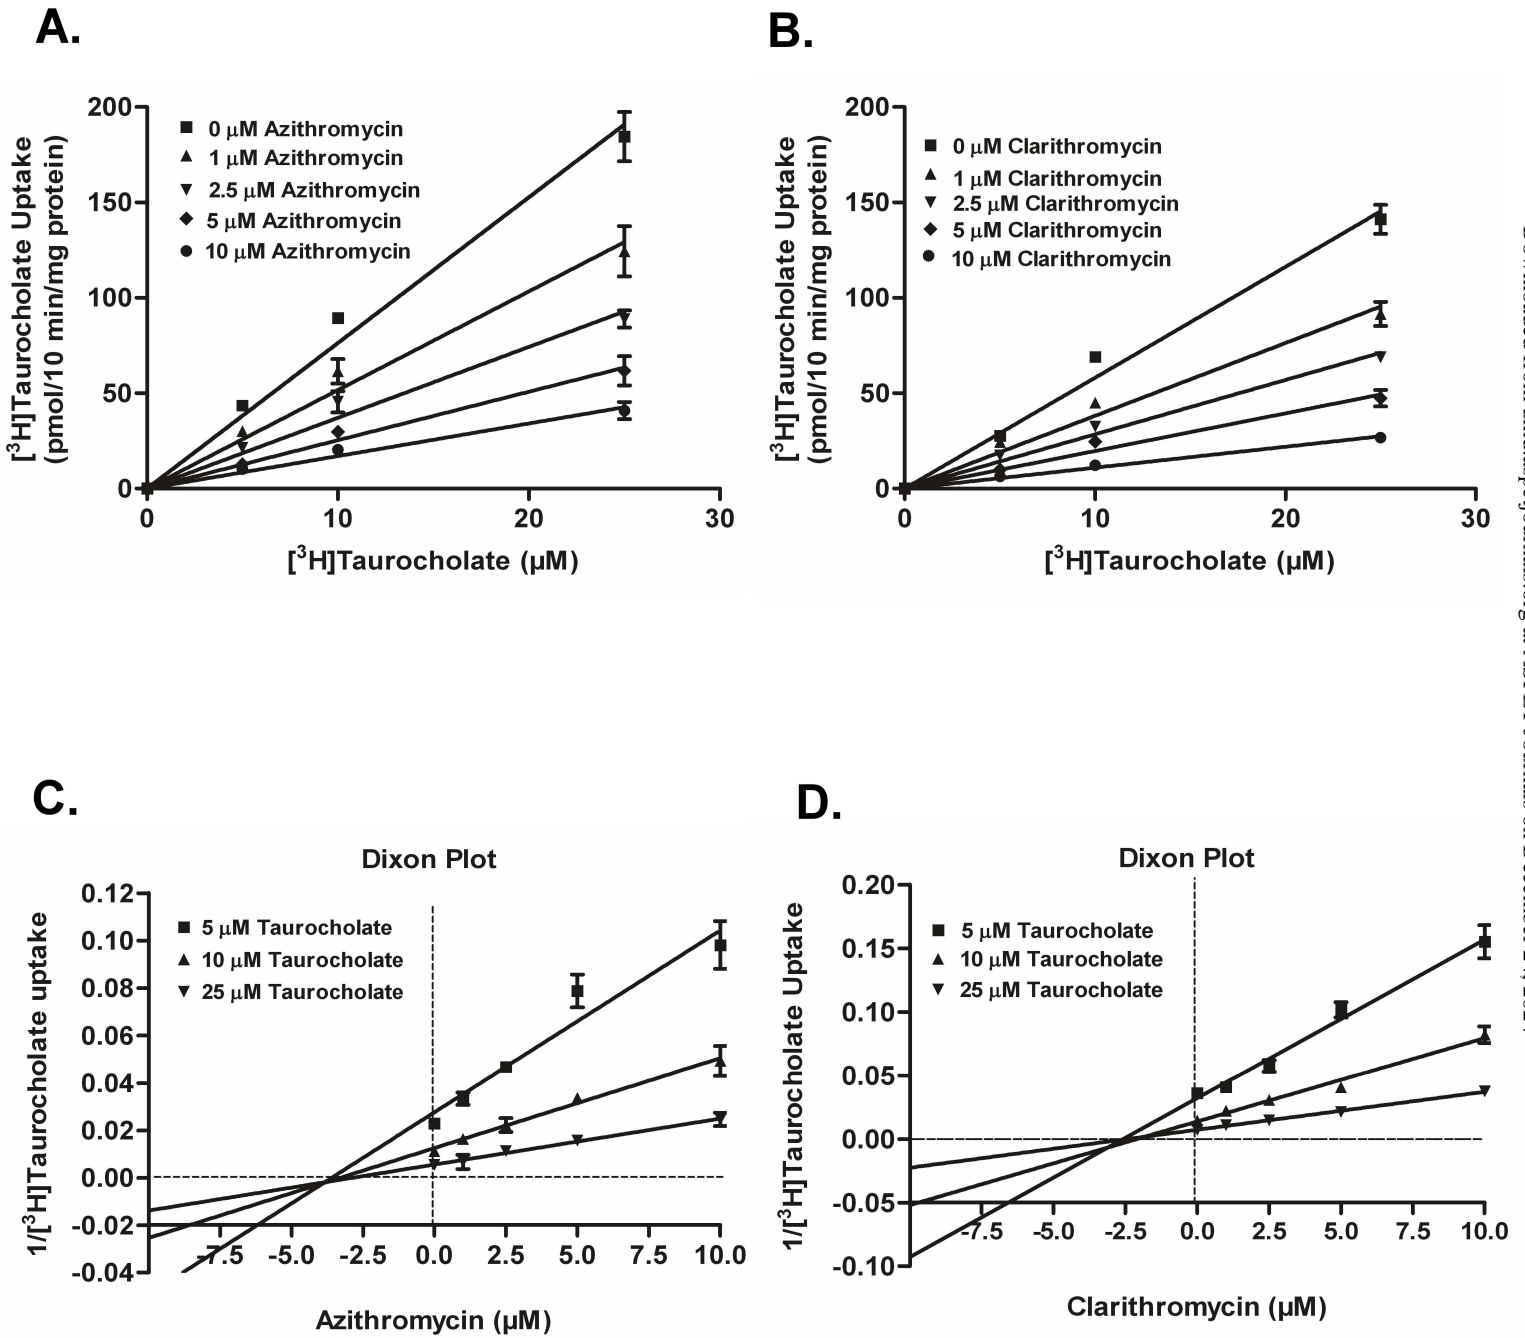 A.
200
150
100
50
0
0 10 20 30
[³H]Taurocholate Uptake
(pmol/10 min/mg protein)
0 μM Azithromycin
1 μM Azithromycin
2.5 μM Azithromycin
5 μM Azithromycin
10 μM Azithromycin
[³H]Taurocholate (μM)
B.
200
150
100
50
0
0 10 20 30
[³H]Taurocholate Uptake
(pmol/10 min/mg protein)
0 μM Clarithromycin
1 μM Clarithromycin
2.5 μM Clarithromycin
5 μM Clarithromycin
10 μM Clarithromycin
[³H]Taurocholate (μM)
C.
Dixon Plot
0.12
0.10
0.08
0.06
0.04
0.02
0.00
-0.02
-0.04
1/[³H]Taurocholate uptake
5 μM Taurocholate
10 μM Taurocholate
25 μM Taurocholate
-7.5 -5.0 -2.5 0.0 2.5 5.0 7.5 10.0
Azithromycin (μM)
D.
Dixon Plot
0.20
0.15
0.10
0.05
0.00
-0.05
-0.10
1/[³H]Taurocholate Uptake
5 μM Taurocholate
10 μM Taurocholate
25 μM Taurocholate
-7.5 -5.0 -2.5 0.0 2.5 5.0 7.5 10.0
Clarithromycin (μM)